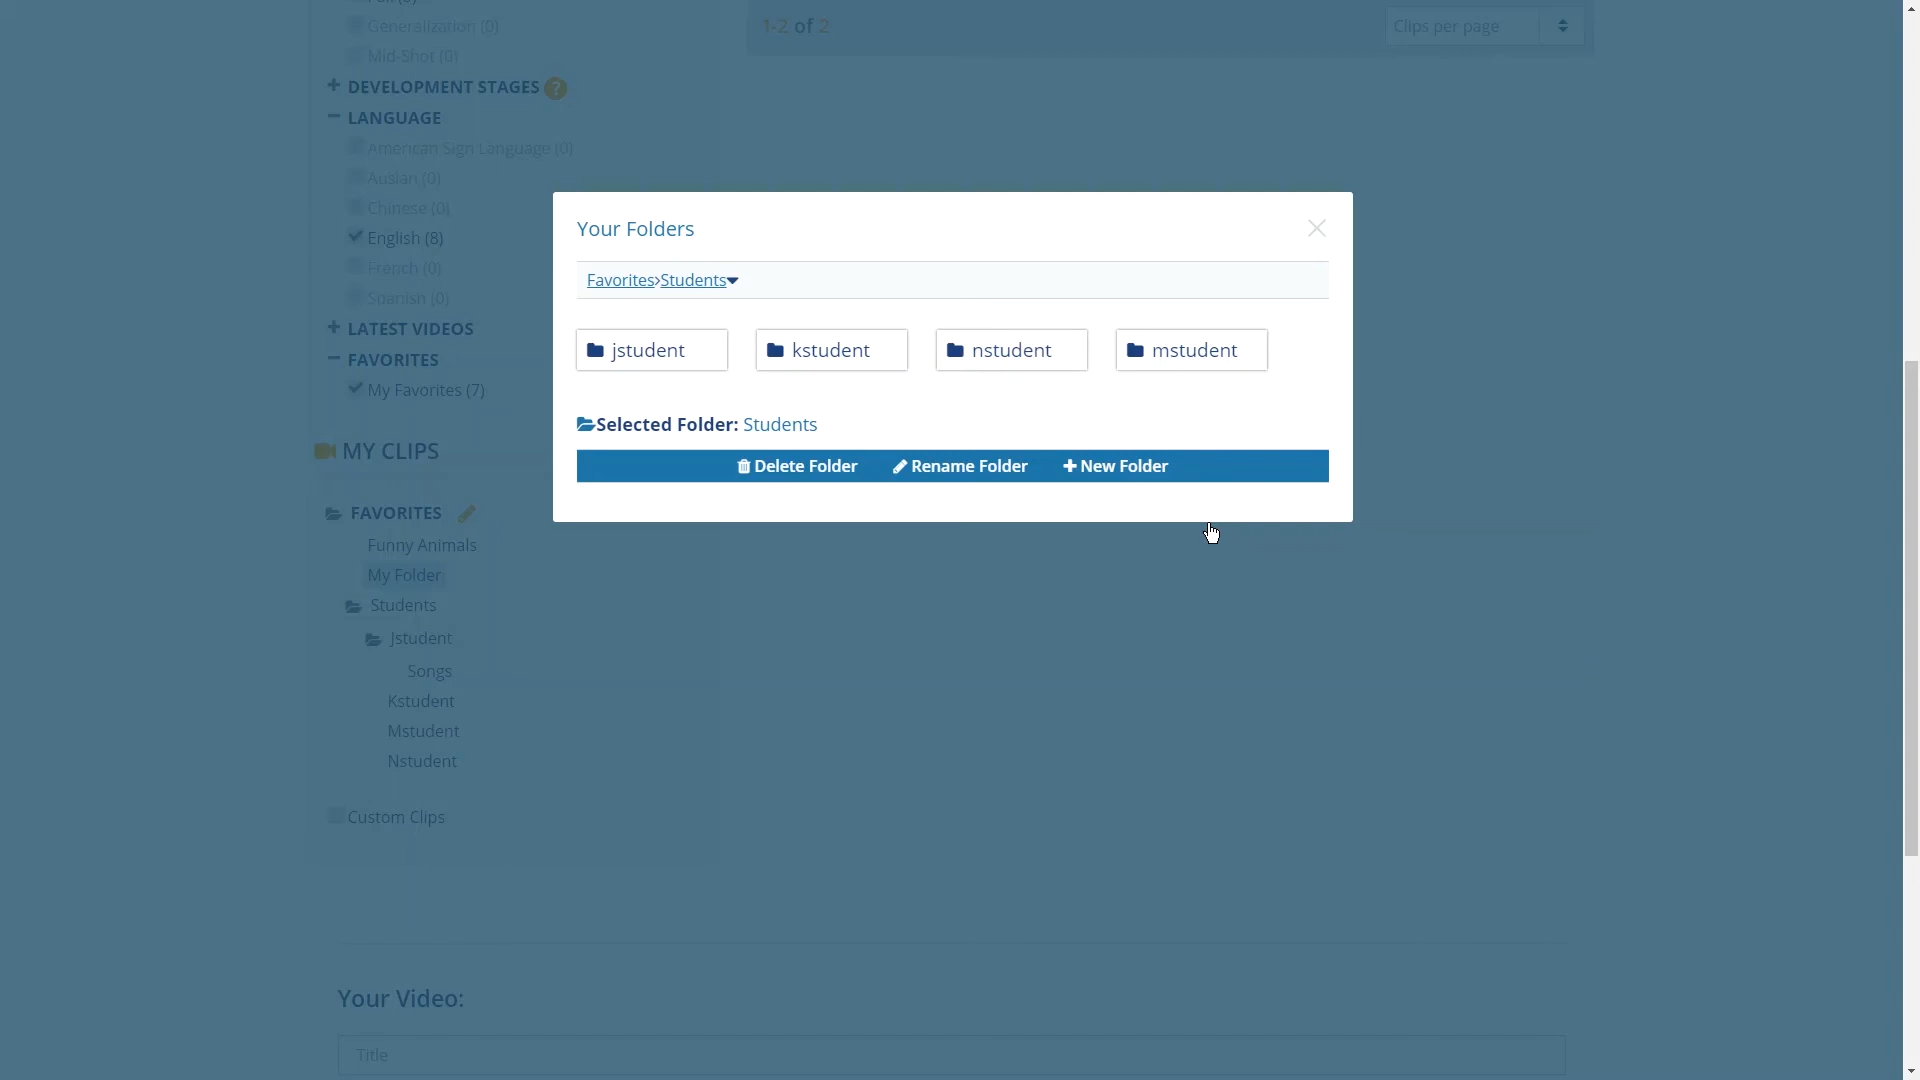 Generalization (0)
Mid-Shot (0)
DEVELOPMENT STAGES ?
LANGUAGE
American Sign Language (0)
Auslan (0)
Chinese (0)
English (8)
French (0)
Spanish (0)
LATEST VIDEOS
FAVORITES
My Favorites (7)
MY CLIPS
FAVORITES
Funny Animals
My Folder
Students
Jstudent
Songs
Kstudent
Mstudent
Nstudent
Custom Clips
1-2 of 2
Clips per page
Your Folders
Favorites>Students
jstudent
kstudent
nstudent
mstudent
Selected Folder: Students
Delete Folder
Rename Folder
New Folder
Your Video:
Title